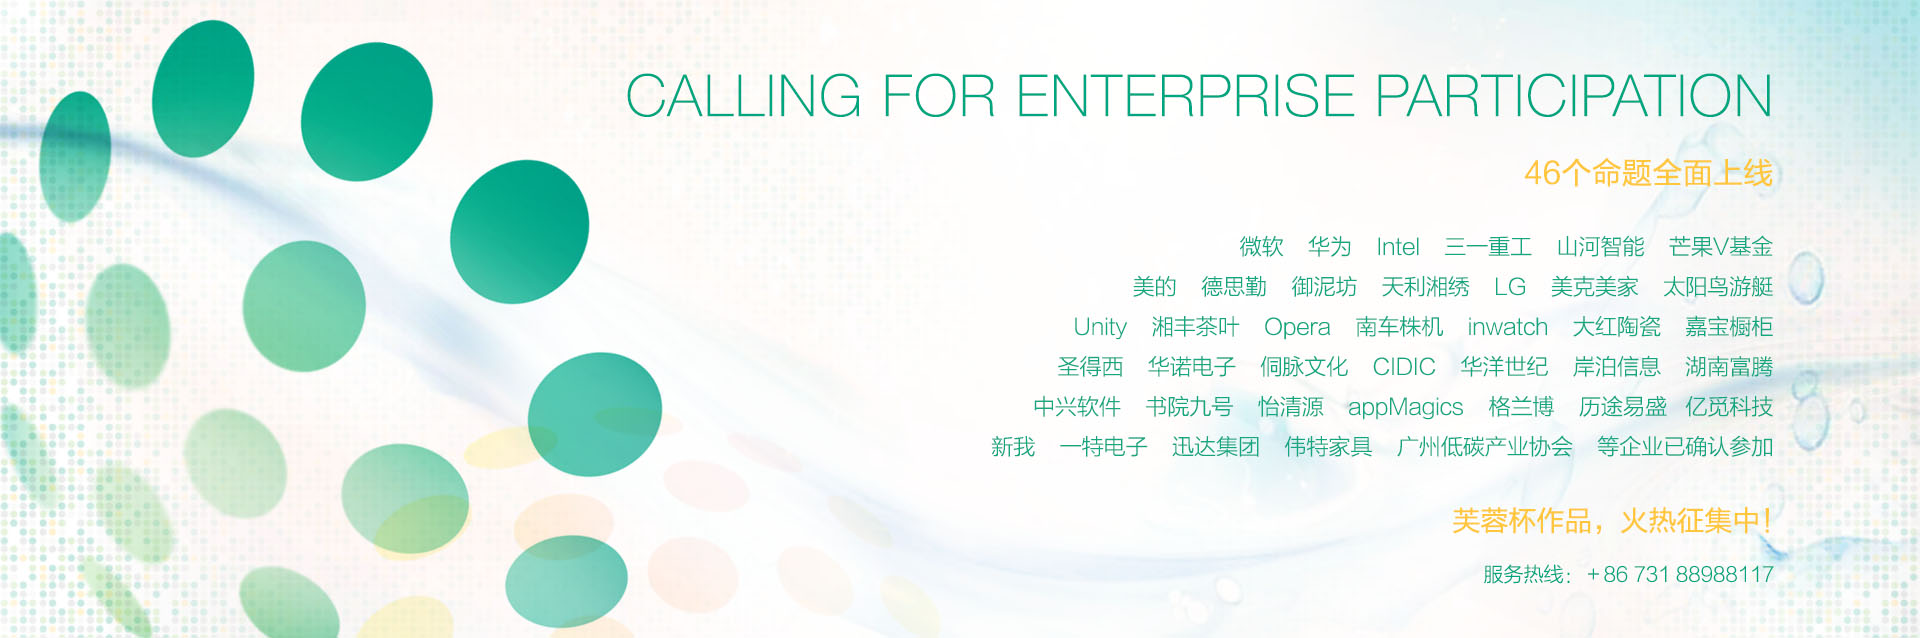 CALLING FOR ENTERPRISE PARTICIPATION
46个命题全面上线
微软 华为 Intel 三一重工 山河智能 芒果V基金
美的 德思勤 御泥坊 天利湘绣 LG 美克美家 太阳鸟游艇
Unity 湘丰茶叶 Opera 南车株机 inwatch 大红陶瓷 嘉宝橱柜
圣得西 华诺电子 侗脉文化 CIDIC 华洋世纪 岸泊信息 湖南富腾
中兴软件 书院九号 怡清源 appMagics 格兰博 历途易盛 亿觅科技
新我 一特电子 迅达集团 伟特家具 广州低碳产业协会 等企业已确认参加
芙蓉杯作品，火热征集中！
服务热线：＋86 731 88988117